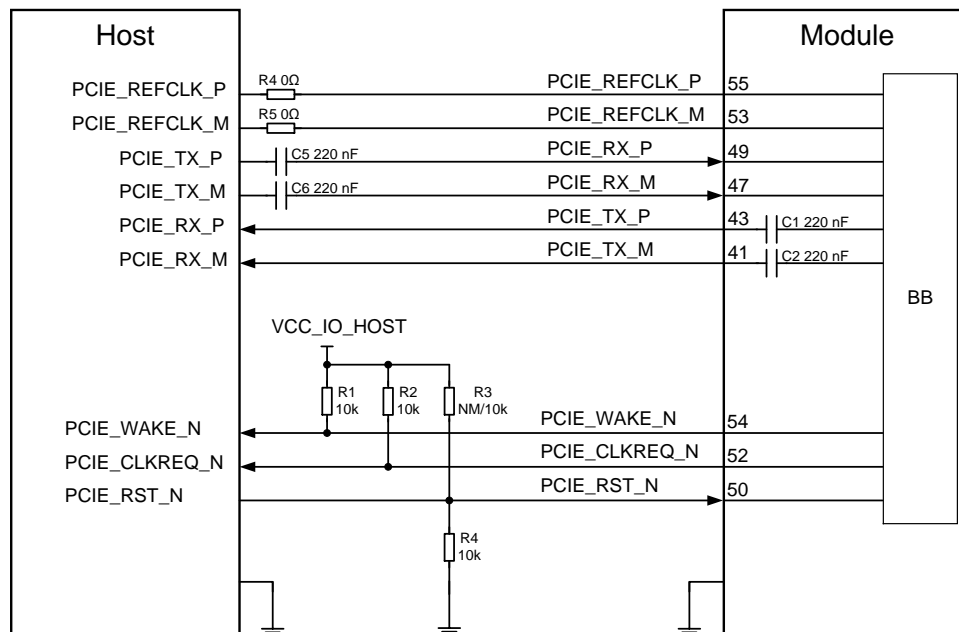 Host
Module
PCIE_REFCLK_P
R4 0Ω
PCIE_REFCLK_P
55
PCIE_REFCLK_M
R5 0Ω
PCIE_REFCLK_M
53
PCIE_TX_P
C5 220 nF
PCIE_RX_P
49
PCIE_TX_M
C6 220 nF
PCIE_RX_M
47
PCIE_RX_P
PCIE_TX_P
43
C1 220 nF
PCIE_RX_M
PCIE_TX_M
41
C2 220 nF
BB
VCC_IO_HOST
R1
10k
R2
10k
R3
NM/10k
PCIE_WAKE_N
PCIE_WAKE_N
54
PCIE_CLKREQ_N
PCIE_CLKREQ_N
52
PCIE_RST_N
PCIE_RST_N
50
R4
10k